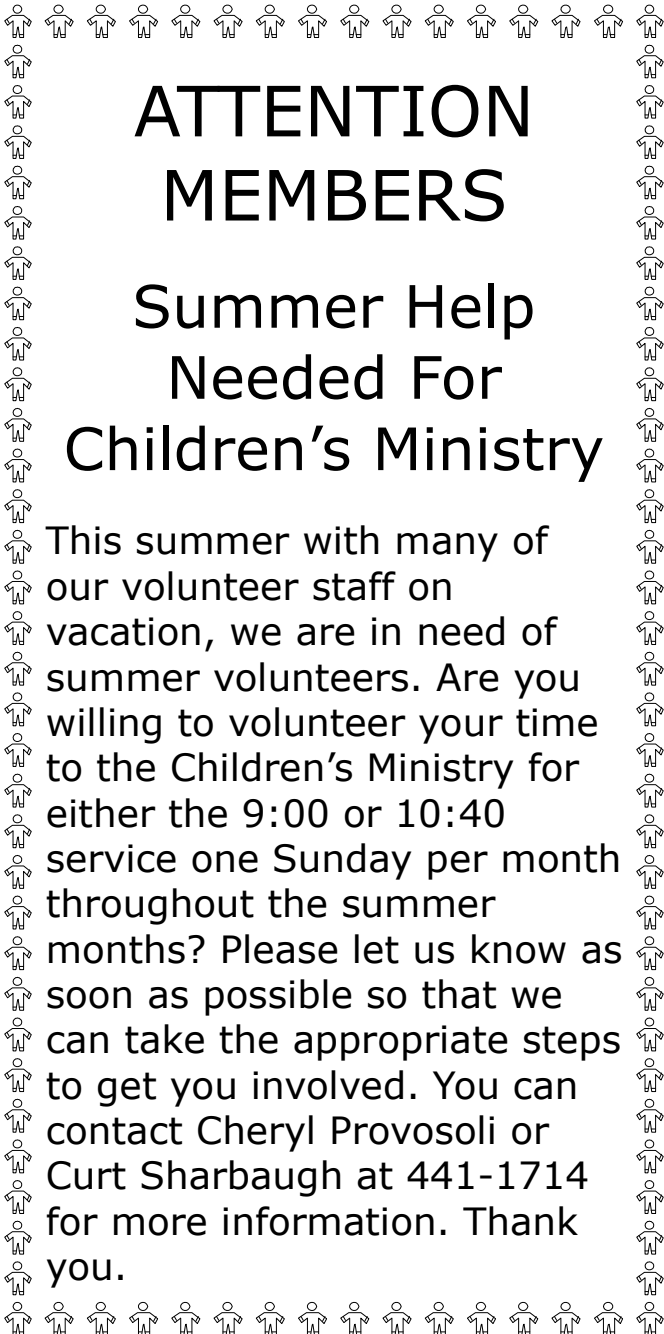 ATTENTION
MEMBERS
Summer Help
Needed For
Children’s Ministry
This summer with many of
our volunteer staff on
vacation, we are in need of
summer volunteers. Are you
willing to volunteer your time
to the Children’s Ministry for
either the 9:00 or 10:40
service one Sunday per month
throughout the summer
months? Please let us know as
soon as possible so that we
can take the appropriate steps
to get you involved. You can
contact Cheryl Provosoli or
Curt Sharbaugh at 441-1714
for more information. Thank
you.